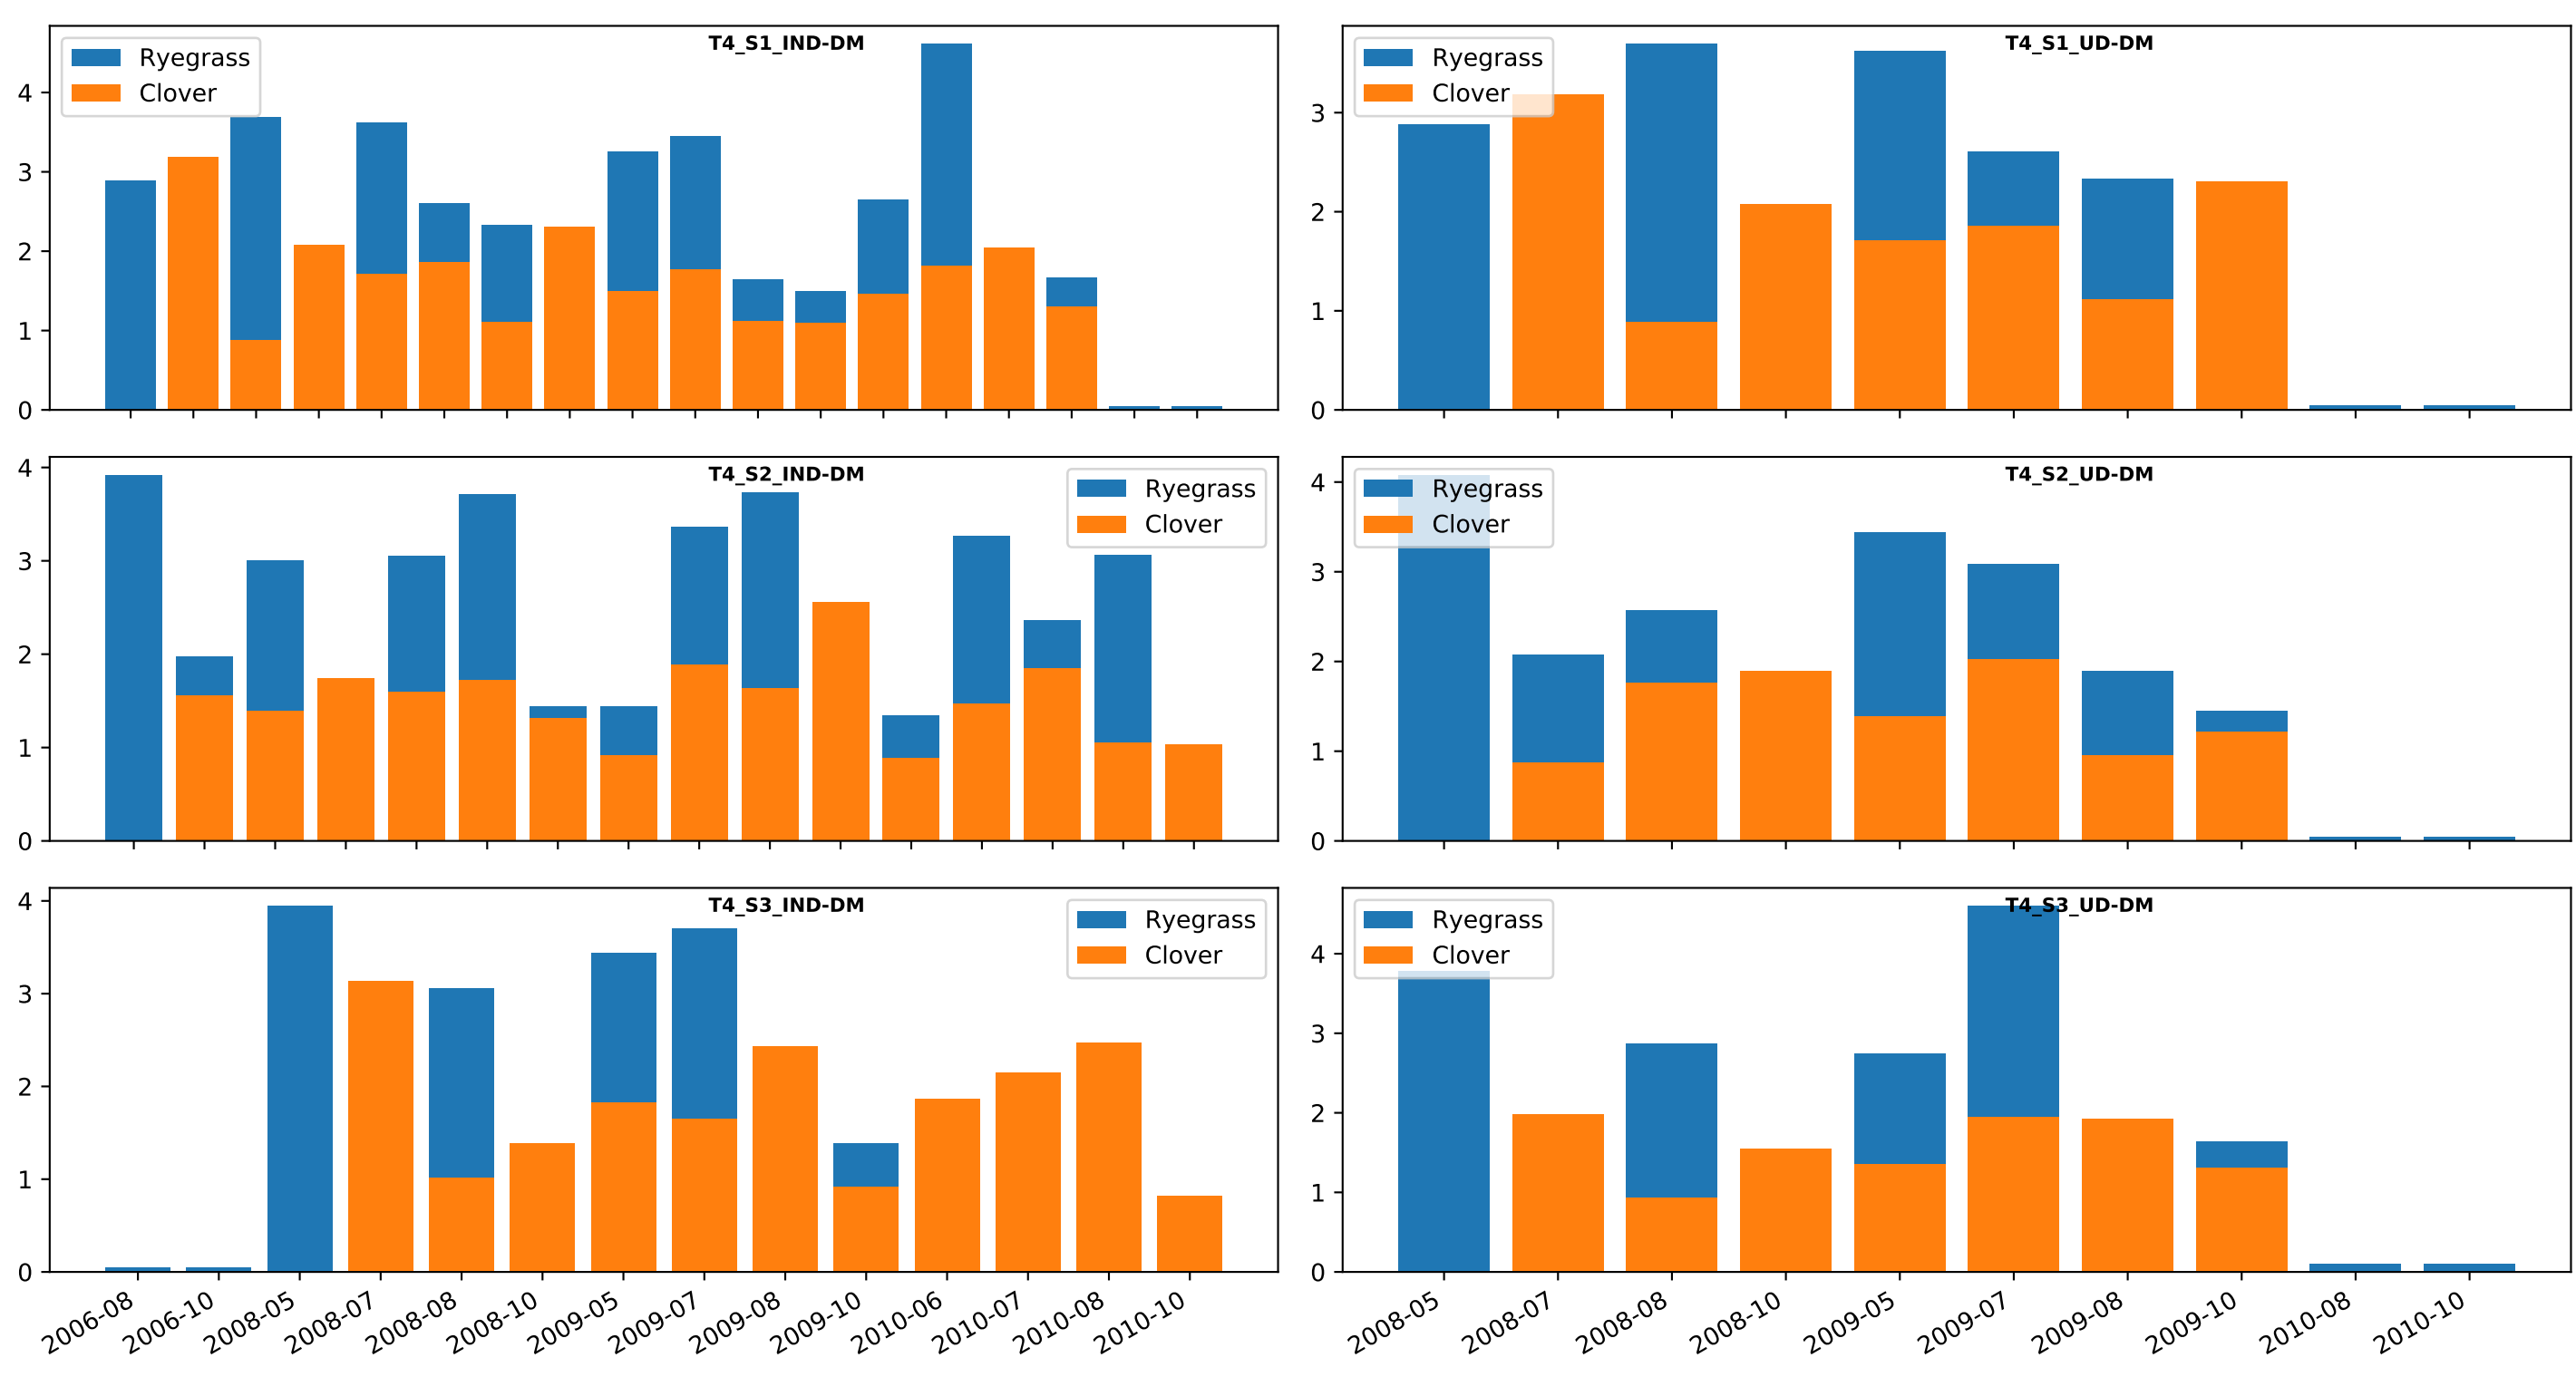 T4_S1_IND-DM
Ryegrass
Clover
4
3
2
1
0
T4_S1_UD-DM
Ryegrass
Clover
3
2
1
0
T4_S2_IND-DM
Ryegrass
Clover
4
3
2
1
0
T4_S2_UD-DM
Ryegrass
Clover
4
3
2
1
0
T4_S3_IND-DM
Ryegrass
Clover
4
3
2
1
0
2006-08
2006-10
2008-05
2008-07
2008-08
2008-10
2009-05
2009-07
2009-08
2009-10
2010-06
2010-07
2010-08
2010-10
T4_S3_UD-DM
Ryegrass
Clover
4
3
2
1
0
2008-05
2008-07
2008-08
2008-10
2009-05
2009-07
2009-08
2009-10
2010-08
2010-10